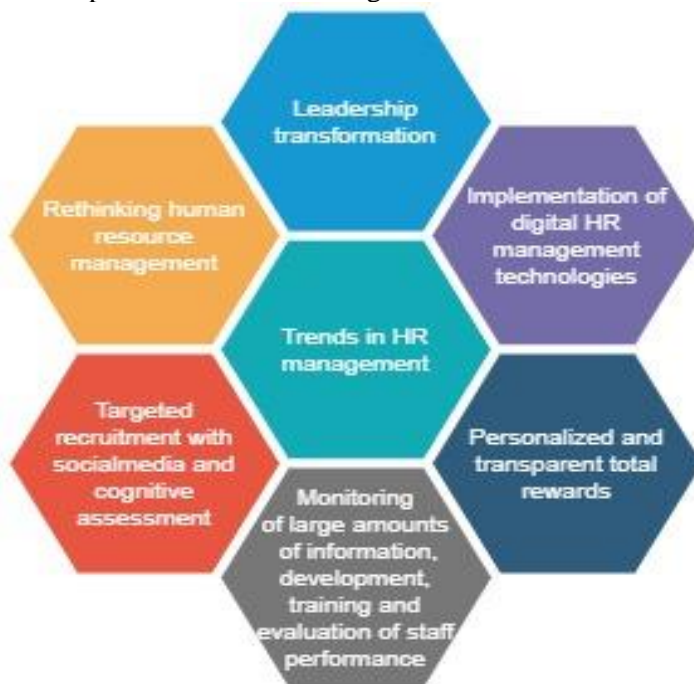 Leadership
transformation
Implementation of
digital HR
management
technologies
Rethinking human
resource
management
Trends in HR
management
Targeted
recruitment with
socialmedia and
cognitive
assessment
Personalized and
transparent total
rewards
Monitoring
of large amounts
of information,
development,
training and
evaluation of staff
performance